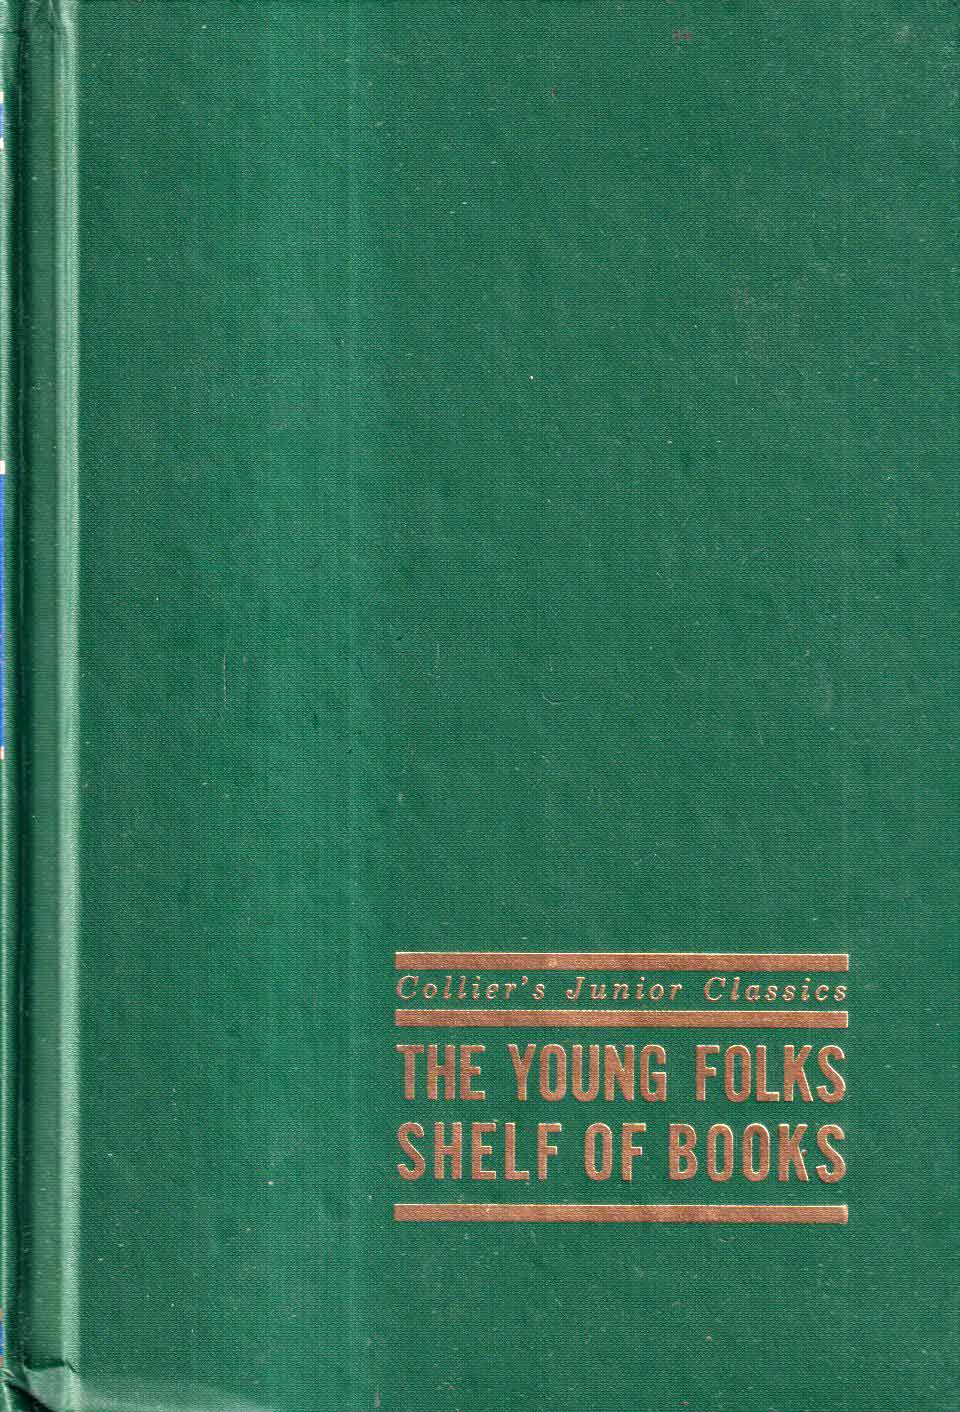 Collier's Junior Classics
THE YOUNG FOLKS
SHELF OF BOOKS